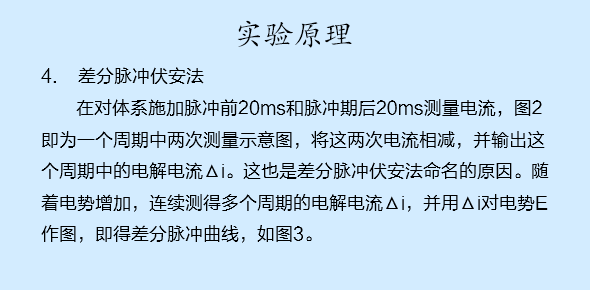 实验原理
4. 差分脉冲伏安法
在对体系施加脉冲前20ms和脉冲期后20ms测量电流，图2
即为一个周期中两次测量示意图，将这两次电流相减，并输出这
个周期中的电解电流Δi。这也是差分脉冲伏安法命名的原因。随
着电势增加，连续测得多个周期的电解电流Δi，并用Δi对电势E
作图，即得差分脉冲曲线，如图3。